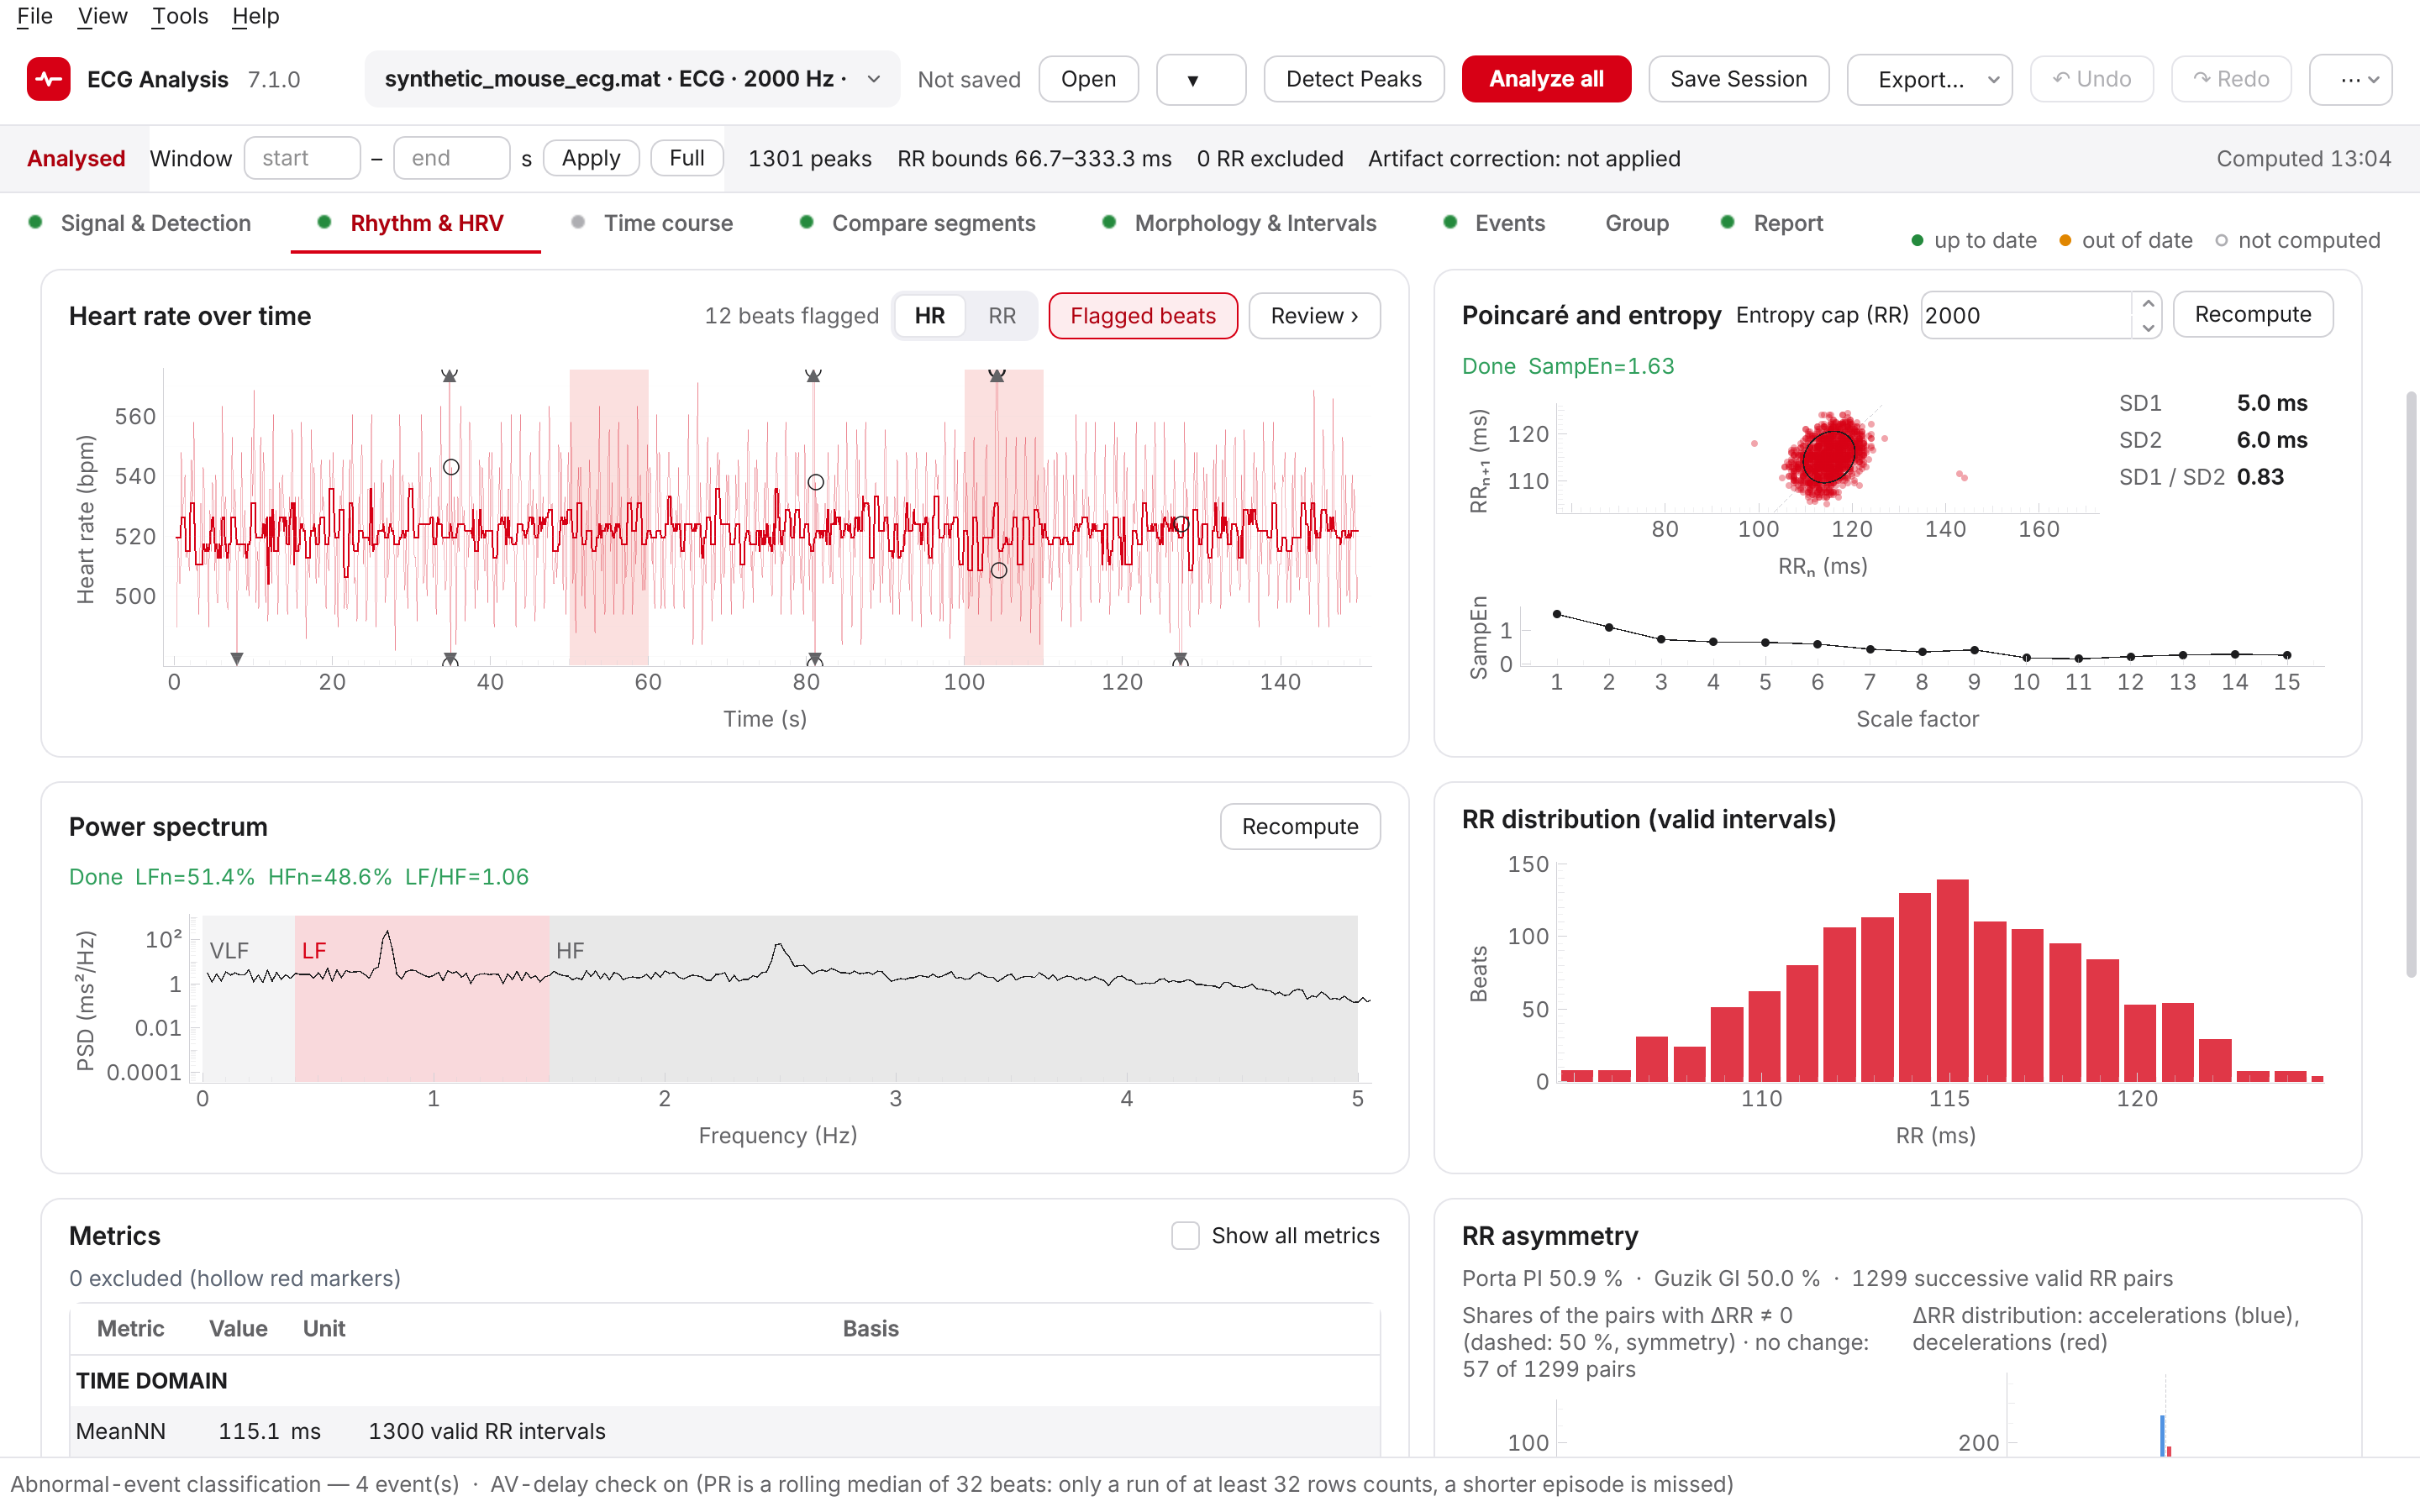 File View Tools Help
ECG Analysis 7.1.0 synthetic_mouse_ecg.mat · ECG · 2000 Hz · Not saved Open ▼ Detect Peaks Analyze all Save Session Export... ↶ Undo ↷ Redo ...
Analysed Window start – end s Apply Full 1301 peaks RR bounds 66.7–333.3 ms 0 RR excluded Artifact correction: not applied Computed 13:04
Signal & Detection Rhythm & HRV Time course Compare segments Morphology & Intervals Events Group Report
up to date out of date not computed
Heart rate over time 12 beats flagged HR RR Flagged beats Review ›
Heart rate (bpm)
560
540
520
500
0 20 40 60 80 100 120 140
Time (s)
Poincaré and entropy Entropy cap (RR) 2000 Recompute
Done SampEn=1.63
RRₙ₊₁ (ms)
120
110
80 100 120 140 160
RRₙ (ms)
SD1 5.0 ms
SD2 6.0 ms
SD1 / SD2 0.83
SampEn
1
0
1 2 3 4 5 6 7 8 9 10 11 12 13 14 15
Scale factor
Power spectrum Recompute
Done LFn=51.4% HFn=48.6% LF/HF=1.06
PSD (ms²/Hz)
10²
1
0.01
0.0001
VLF LF HF
0 1 2 3 4 5
Frequency (Hz)
RR distribution (valid intervals)
Beats
150
100
50
0
110 115 120
RR (ms)
Metrics Show all metrics
0 excluded (hollow red markers)
Metric Value Unit Basis
TIME DOMAIN
MeanNN 115.1 ms 1300 valid RR intervals
RR asymmetry
Porta PI 50.9 % · Guzik GI 50.0 % · 1299 successive valid RR pairs
Shares of the pairs with ΔRR ≠ 0
(dashed: 50 %, symmetry) · no change:
57 of 1299 pairs
100
ΔRR distribution: accelerations (blue),
decelerations (red)
200
Abnormal-event classification — 4 event(s) · AV-delay check on (PR is a rolling median of 32 beats: only a run of at least 32 rows counts, a shorter episode is missed)